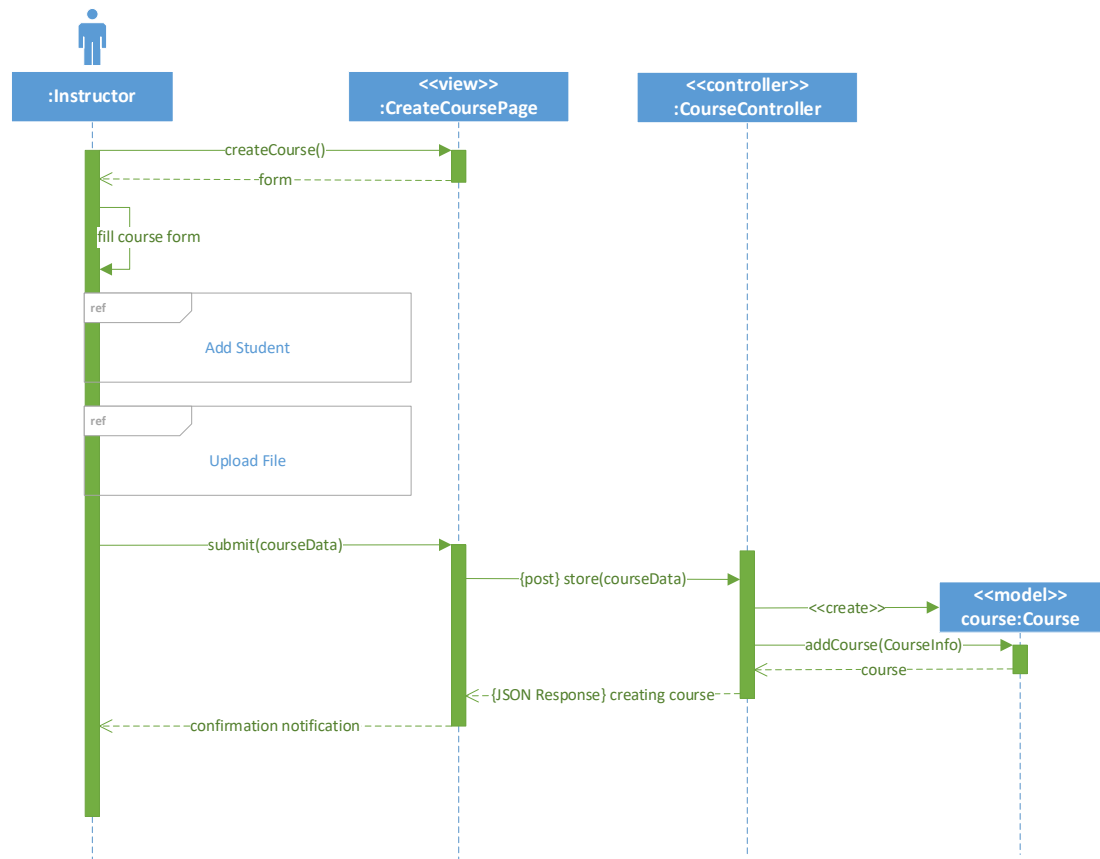 :Instructor
<<view>>
:CreateCoursePage
<<controller>>
:CourseController
createCourse()
form
fill course form
ref
Add Student
ref
Upload File
submit(courseData)
{post} store(courseData)
<<create>>
<<model>>
course:Course
addCourse(CourseInfo)
course
{JSON Response} creating course
confirmation notification